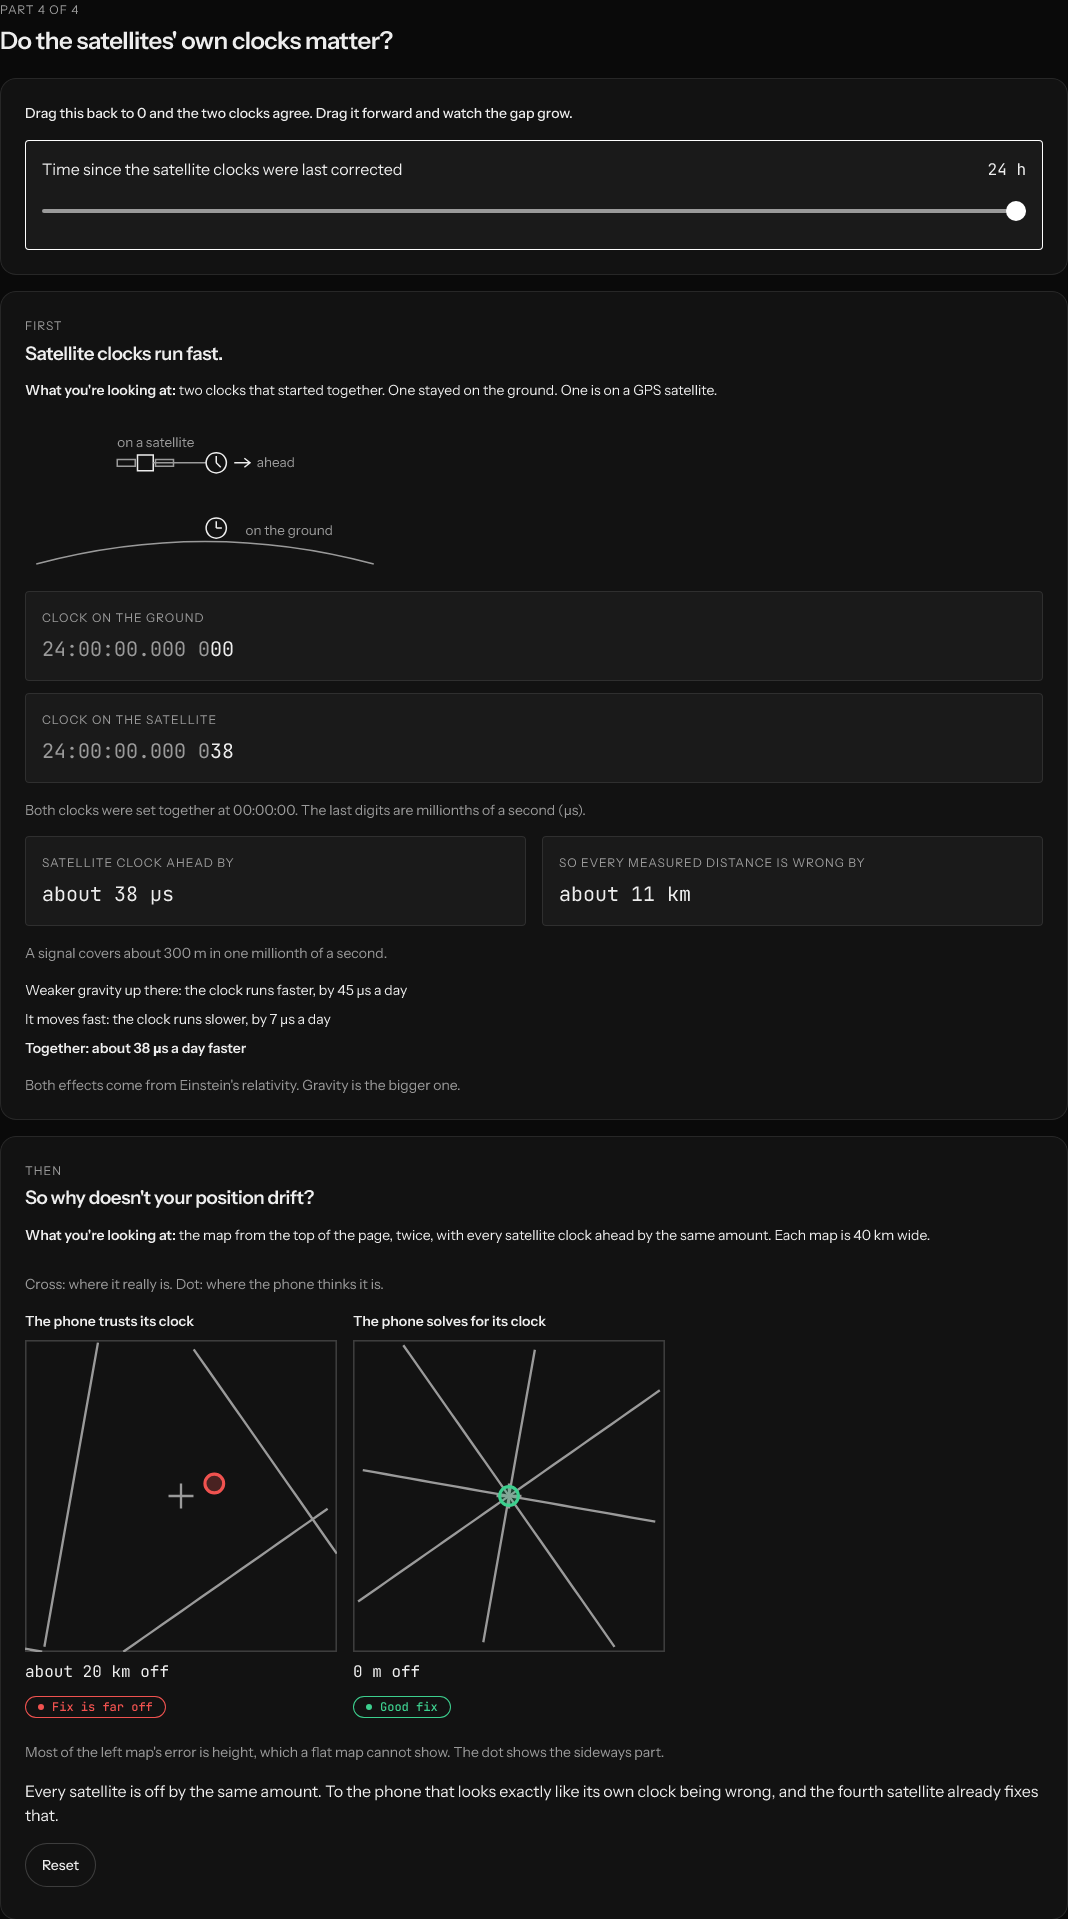 PART 4 OF 4
Do the satellites' own clocks matter?
Drag this back to 0 and the two clocks agree. Drag it forward and watch the gap grow.
Time since the satellite clocks were last corrected
24 h
FIRST
Satellite clocks run fast.
What you're looking at: two clocks that started together. One stayed on the ground. One is on a GPS satellite.
on a satellite
ahead
on the ground
CLOCK ON THE GROUND
24:00:00.000 000
CLOCK ON THE SATELLITE
24:00:00.000 038
Both clocks were set together at 00:00:00. The last digits are millionths of a second (µs).
SATELLITE CLOCK AHEAD BY
about 38 µs
SO EVERY MEASURED DISTANCE IS WRONG BY
about 11 km
A signal covers about 300 m in one millionth of a second.
Weaker gravity up there: the clock runs faster, by 45 µs a day
It moves fast: the clock runs slower, by 7 µs a day
Together: about 38 µs a day faster
Both effects come from Einstein's relativity. Gravity is the bigger one.
THEN
So why doesn't your position drift?
What you're looking at: the map from the top of the page, twice, with every satellite clock ahead by the same amount. Each map is 40 km wide.
Cross: where it really is. Dot: where the phone thinks it is.
The phone trusts its clock
The phone solves for its clock
about 20 km off
0 m off
Fix is far off
Good fix
Most of the left map's error is height, which a flat map cannot show. The dot shows the sideways part.
Every satellite is off by the same amount. To the phone that looks exactly like its own clock being wrong, and the fourth satellite already fixes
that.
Reset